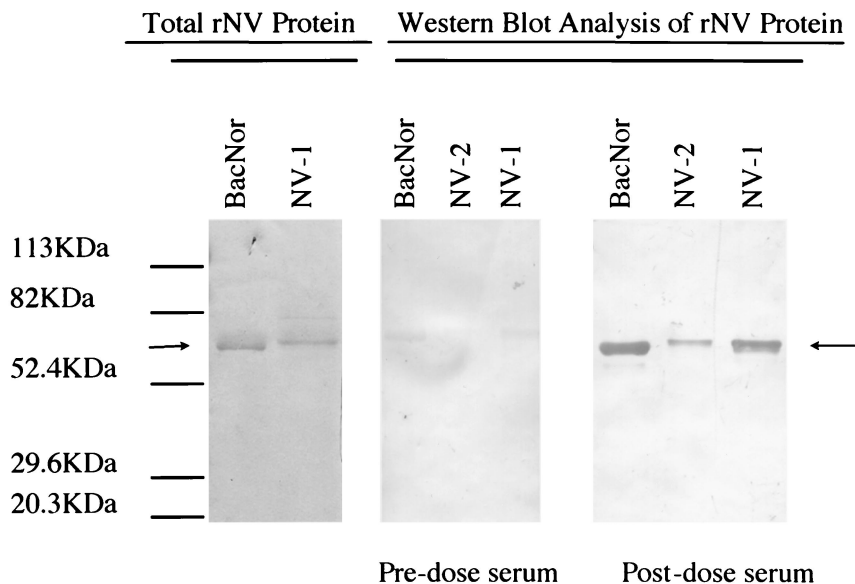 Total rNV Protein
Western Blot Analysis of rNV Protein
BacNor
NV-1
BacNor
NV-2
NV-1
BacNor
NV-2
NV-1
113KDa
82KDa
52.4KDa
29.6KDa
20.3KDa
Pre-dose serum
Post-dose serum